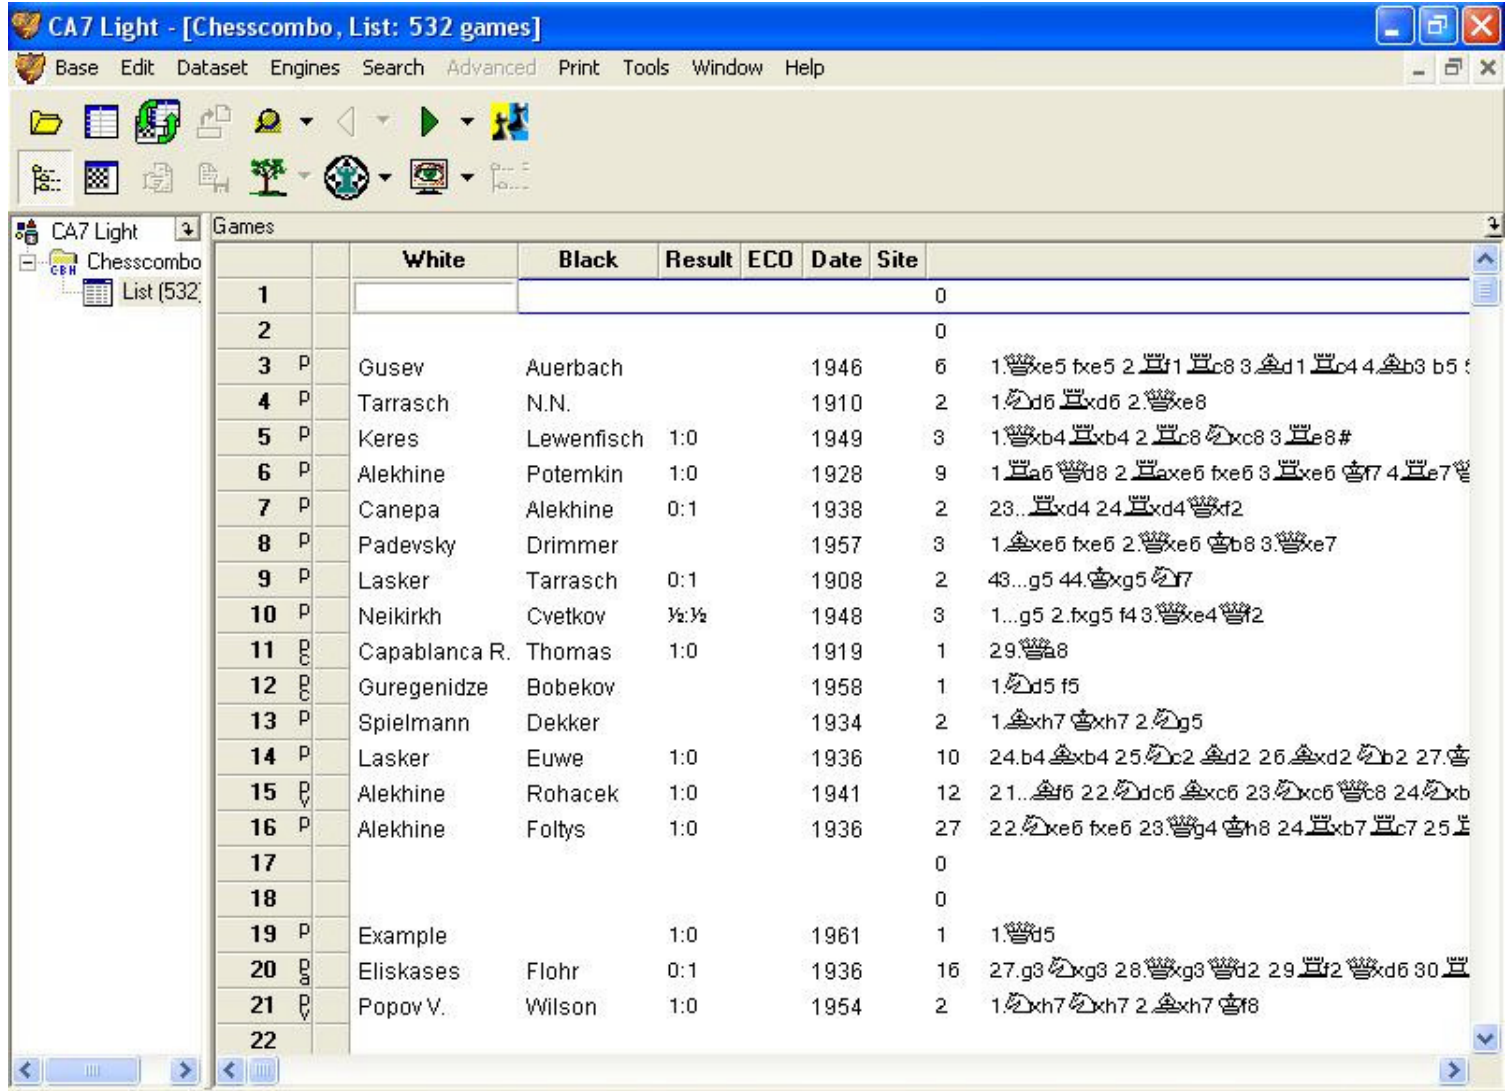 CA7 Light - [Chesscombo, List: 532 games]
Base Edit Dataset Engines Search Advanced Print Tools Window Help
CA7 Light
CBH Chesscombo
List (532)
Games
White Black Result ECO Date Site
1 0
2 0
3 P Gusev Auerbach 1946 6 1.♕xe5 fxe5 2.♖f1 ♖c8 3.♗d1 ♖c4 4.♗b3 b5 5
4 P Tarrasch N.N. 1910 2 1.♘d6 ♖xd6 2.♕xe8
5 P Keres Lewenfisch 1:0 1949 3 1.♕xb4 ♖xb4 2.♖c8 ♘xc8 3.♖e8#
6 P Alekhine Potemkin 1:0 1928 9 1.♖a6 ♕d8 2.♖axe6 fxe6 3.♖xe6 ♔f7 4.♖e7 ♕
7 P Canepa Alekhine 0:1 1938 2 23...♖xd4 24.♖xd4 ♕xf2
8 P Padevsky Drimmer 1957 3 1.♗xe6 fxe6 2.♕xe6 ♔b8 3.♕xe7
9 P Lasker Tarrasch 0:1 1908 2 43...g5 44.♔xg5 ♘f7
10 P Neikirkh Cvetkov ½:½ 1948 3 1...g5 2.fxg5 f4 3.♕xe4 ♕f2
11 P C Capablanca R. Thomas 1:0 1919 1 29.♕a8
12 P C Guregenidze Bobekov 1958 1 1.♘d5 f5
13 P Spielmann Dekker 1934 2 1.♗xh7 ♔xh7 2.♘g5
14 P Lasker Euwe 1:0 1936 10 24.b4 ♗xb4 25.♘c2 ♗d2 26.♗xd2 ♘b2 27.♔
15 P V Alekhine Rohacek 1:0 1941 12 21...♗f6 22.♘dc6 ♗xc6 23.♘xc6 ♕c8 24.♘xb
16 P Alekhine Foltys 1:0 1936 27 22.♘xe6 fxe6 23.♕g4 ♔h8 24.♖xb7 ♖c7 25.♖
17 0
18 0
19 P Example 1:0 1961 1 1.♕d5
20 P a Eliskases Flohr 0:1 1936 16 27.g3 ♘xg3 28.♕xg3 ♕d2 29.♖f2 ♕xd6 30.♖
21 P V Popov V. Wilson 1:0 1954 2 1.♘xh7 ♘xh7 2.♗xh7 ♔f8
22